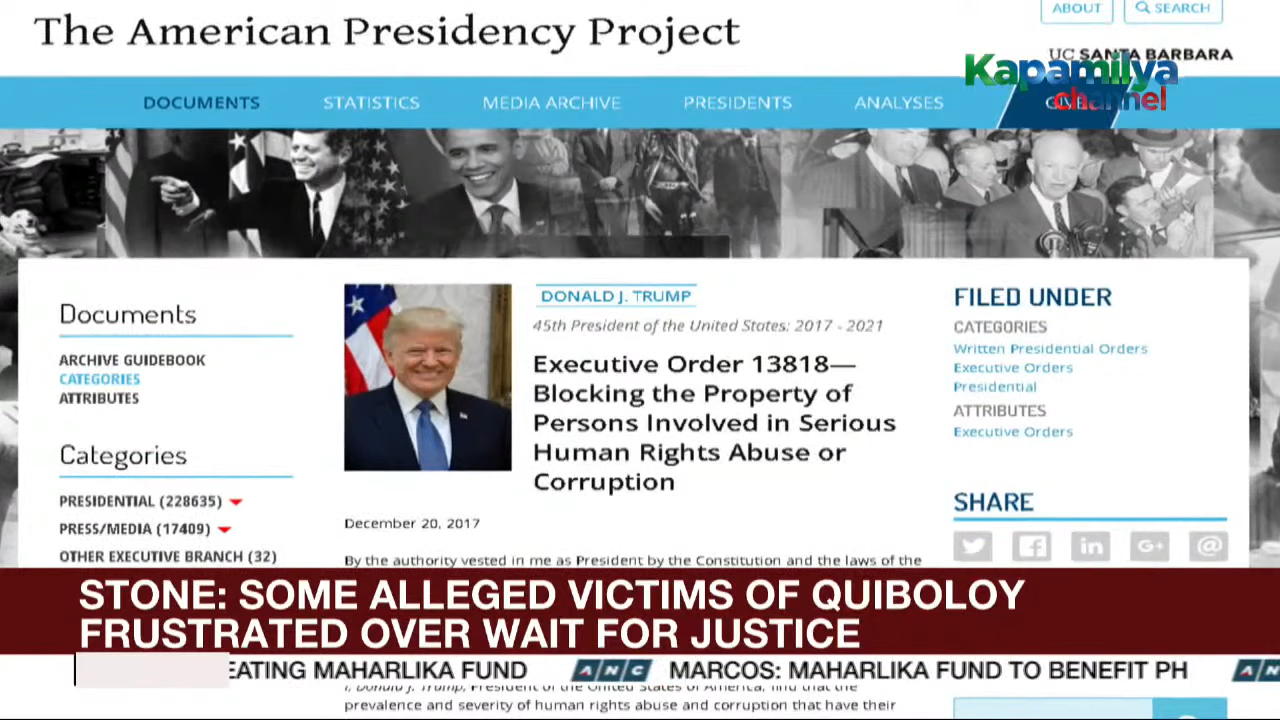 The American Presidency Project
ABOUT
SEARCH
UC SANTA BARBARA
Kapamilya
channel
DOCUMENTS
STATISTICS
MEDIA ARCHIVE
PRESIDENTS
ANALYSES
Documents
ARCHIVE GUIDEBOOK
CATEGORIES
ATTRIBUTES
Categories
PRESIDENTIAL (228635)
PRESS/MEDIA (17409)
OTHER EXECUTIVE BRANCH (32)
DONALD J. TRUMP
45th President of the United States: 2017 - 2021
Executive Order 13818—
Blocking the Property of
Persons Involved in Serious
Human Rights Abuse or
Corruption
December 20, 2017
By the authority vested in me as President by the Constitution and the laws of the
FILED UNDER
CATEGORIES
Written Presidential Orders
Executive Orders
Presidential
ATTRIBUTES
Executive Orders
SHARE
STONE: SOME ALLEGED VICTIMS OF QUIBOLOY
FRUSTRATED OVER WAIT FOR JUSTICE
EATING MAHARLIKA FUND ANC MARCOS: MAHARLIKA FUND TO BENEFIT PH AN
I, Donald J. Trump, President of the United States of America, find that the
prevalence and severity of human rights abuse and corruption that have their